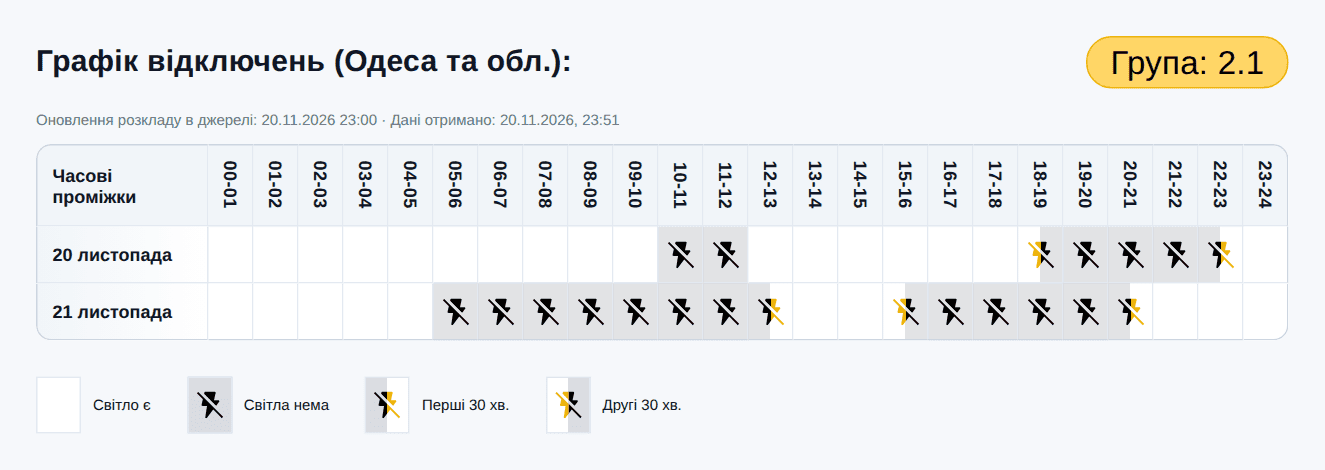 Графік відключень (Одеса та обл.):
Група: 2.1
Оновлення розкладу в джерелі: 20.11.2026 23:00 · Дані отримано: 20.11.2026, 23:51
Часові
проміжки
00-01
01-02
02-03
03-04
04-05
05-06
06-07
07-08
08-09
09-10
10-11
11-12
12-13
13-14
14-15
15-16
16-17
17-18
18-19
19-20
20-21
21-22
22-23
23-24
20 листопада
21 листопада
Світло є
Світла нема
Перші 30 хв.
Другі 30 хв.